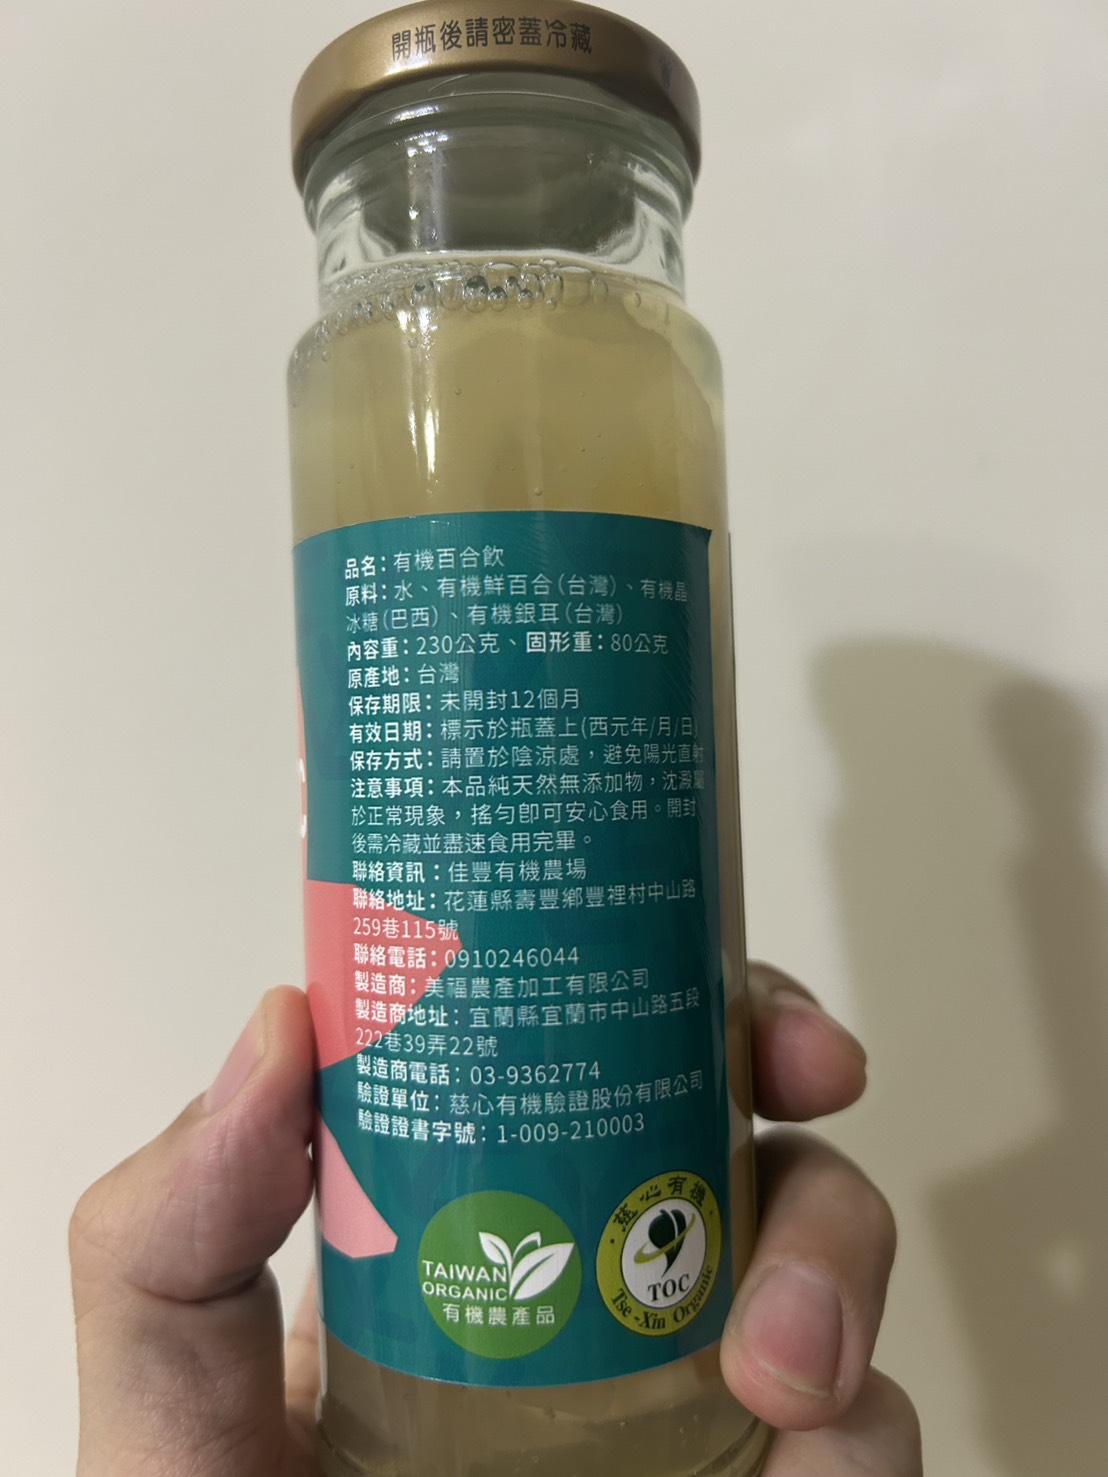 開瓶後請密蓋冷藏
品名：有機百合飲
原料：水、有機鮮百合(台灣)、有機晶
冰糖(巴西)、有機銀耳(台灣)
內容量：230公克、固形重：80公克
原產地：台灣
保存期限：未開封12個月
有效日期：標示於瓶蓋上(西元年/月/日)
保存方式：請置於陰涼處，避免陽光直射
注意事項：本品純天然無添加物，沈澱屬
於正常現象，搖勻即可安心食用。開封
後需冷藏並盡速食用完畢。
聯絡資訊：佳豐有機農場
聯絡地址：花蓮縣壽豐鄉豐裡村中山路
259巷115號
聯絡電話：0910246044
製造商：美福農產加工有限公司
製造商地址：宜蘭縣宜蘭市中山路五段
222巷39弄22號
製造商電話：03-9362774
驗證單位：慈心有機驗證股份有限公司
驗證證書字號：1-009-210003
TAIWAN
ORGANIC
有機農產品
慈心有機
TOC
Tse-Xin Organic